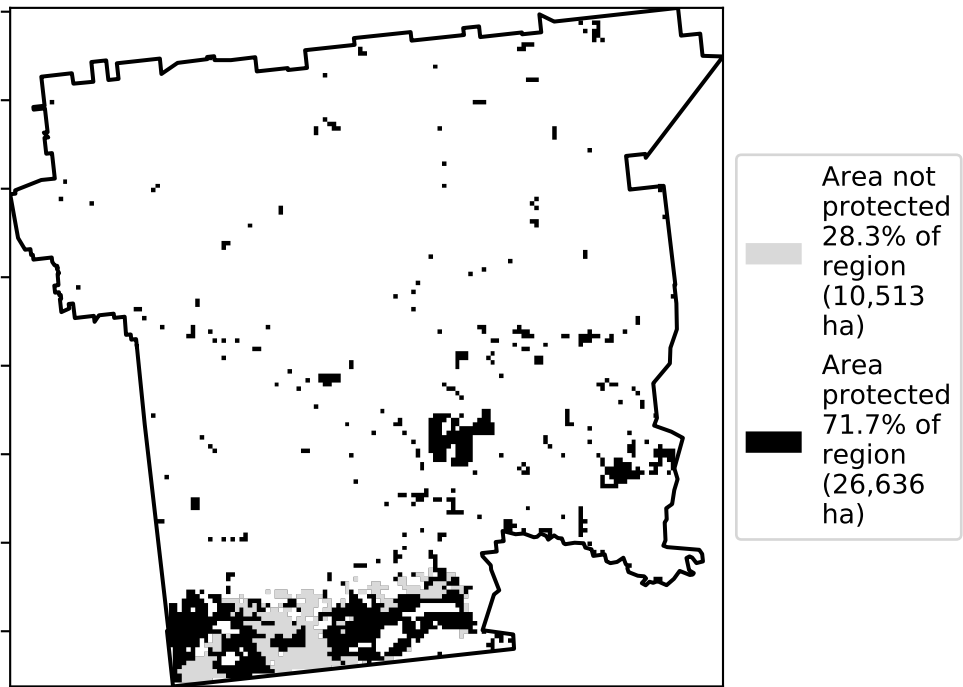 Area not
protected
28.3% of
region
(10,513
ha)
Area
protected
71.7% of
region
(26,636
ha)